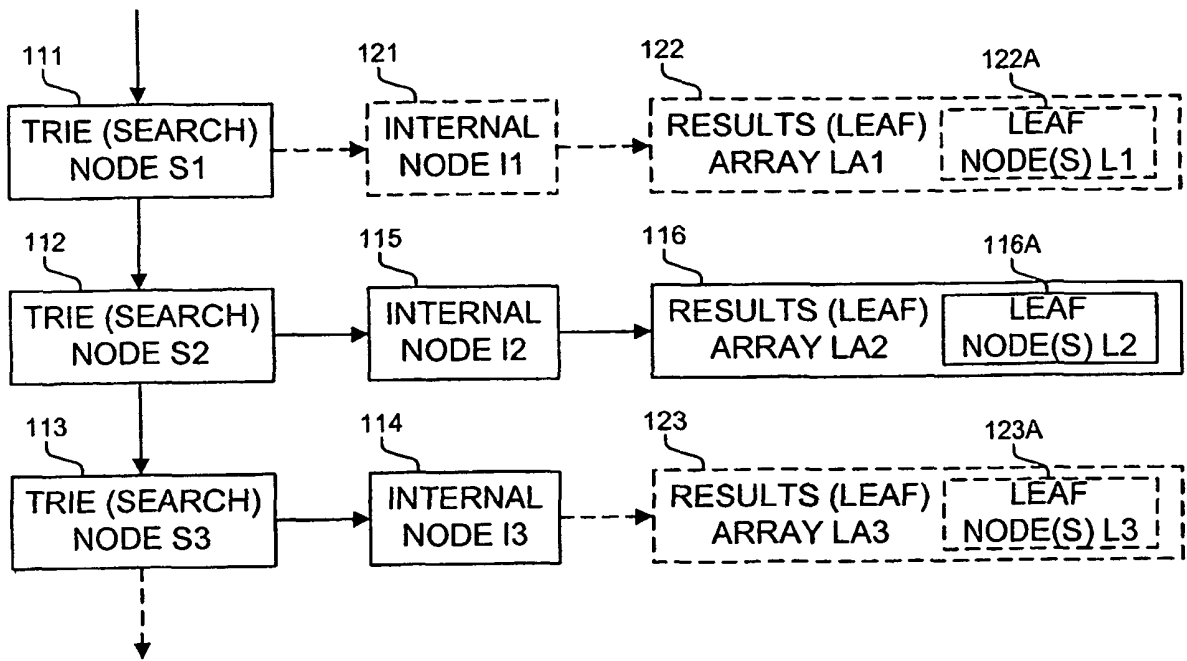 111
121
122
122A
TRIE (SEARCH)
NODE S1
INTERNAL
NODE I1
RESULTS (LEAF)
ARRAY LA1
LEAF
NODE(S) L1
112
115
116
116A
TRIE (SEARCH)
NODE S2
INTERNAL
NODE I2
RESULTS (LEAF)
ARRAY LA2
LEAF
NODE(S) L2
113
114
123
123A
TRIE (SEARCH)
NODE S3
INTERNAL
NODE I3
RESULTS (LEAF)
ARRAY LA3
LEAF
NODE(S) L3